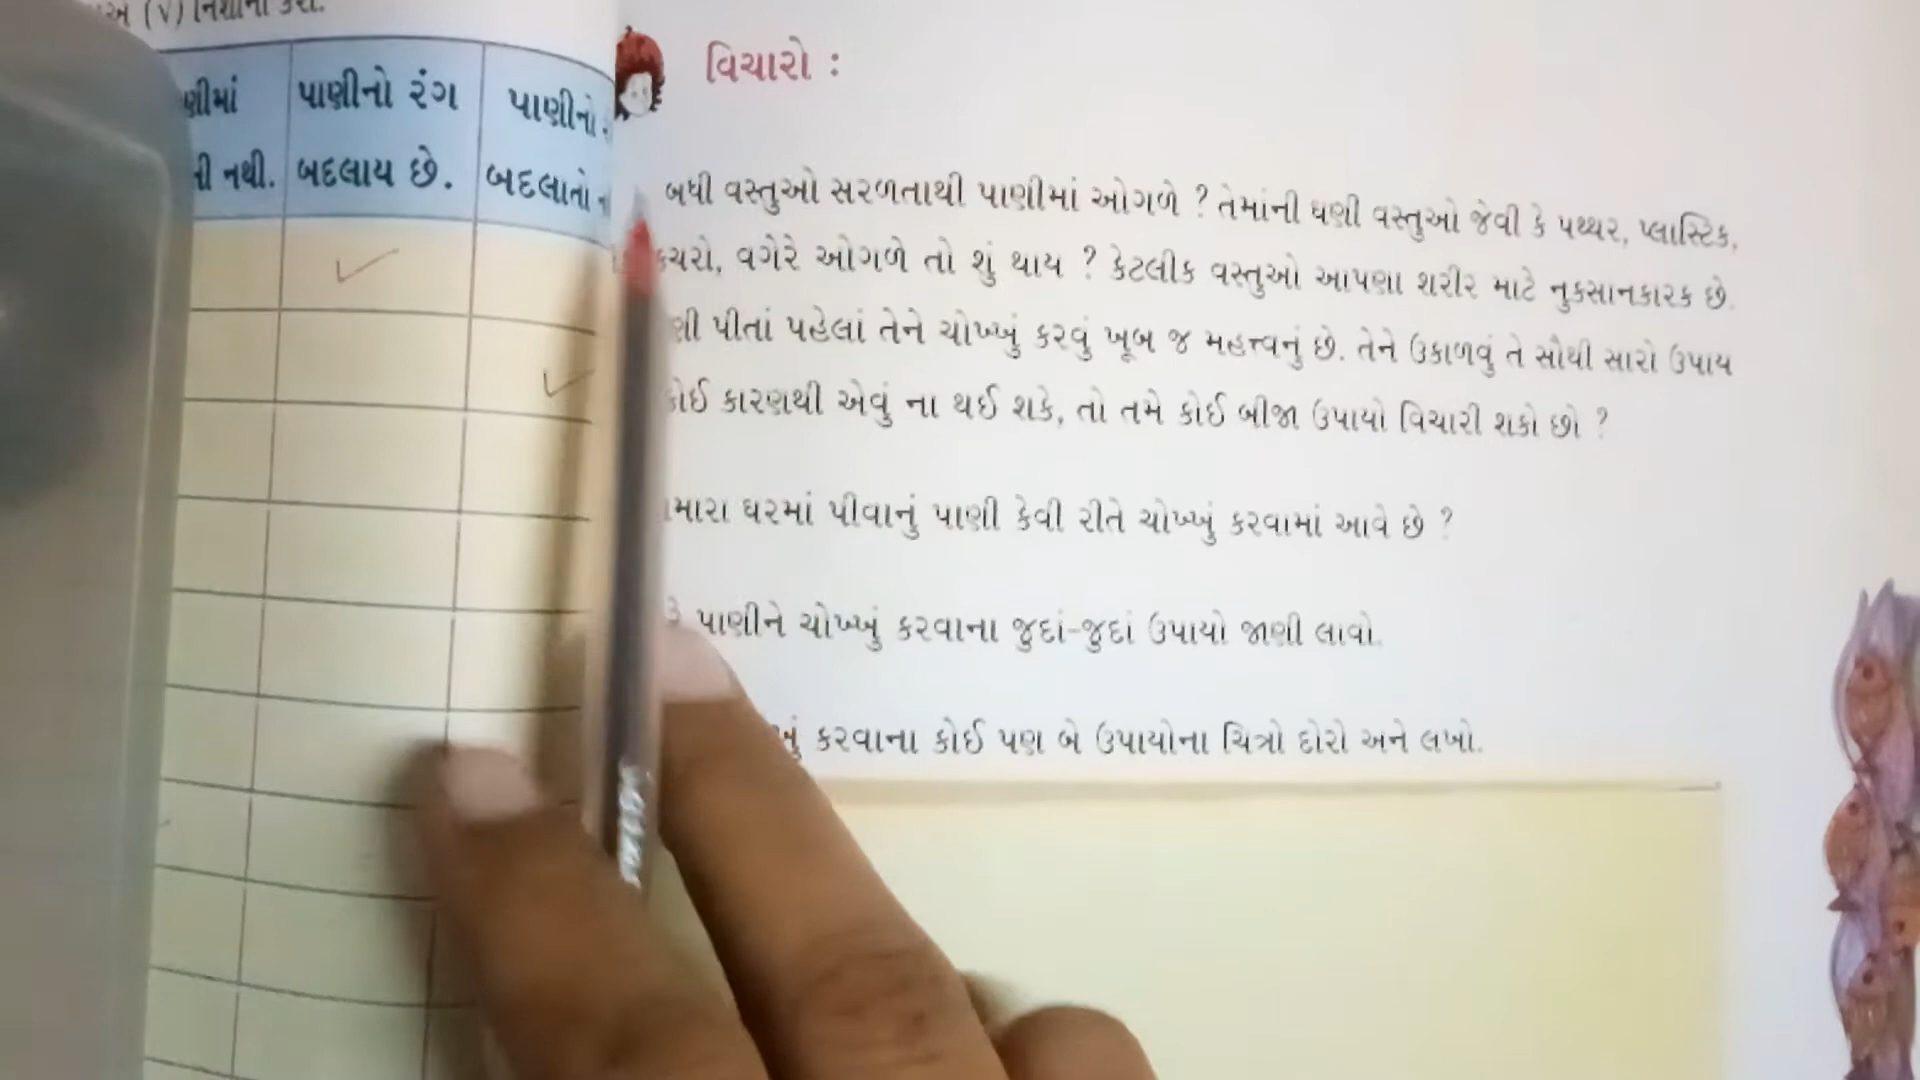 (√) નિશાની કરો.
પાણીનો રંગ પાણીનો
નથી. બદલાય છે. બદલાતો
વિચારો :
બધી વસ્તુઓ સરળતાથી પાણીમાં ઓગળે ? તેમાંની ઘણી વસ્તુઓ જેવી કે પથ્થર, પ્લાસ્ટિક,
કચરો, વગેરે ઓગળે તો શું થાય ? કેટલીક વસ્તુઓ આપણા શરીર માટે નુકસાનકારક છે.
પીતાં પહેલાં તેને ચોખ્ખું કરવું ખૂબ જ મહત્ત્વનું છે. તેને ઉકાળવું તે સૌથી સારો ઉપાય
કોઈ કારણથી એવું ના થઈ શકે, તો તમે કોઈ બીજા ઉપાયો વિચારી શકો છો ?
ઘરમાં પીવાનું પાણી કેવી રીતે ચોખ્ખું કરવામાં આવે છે ?
પાણીને ચોખ્ખું કરવાના જુદાં-જુદાં ઉપાયો જાણી લાવો.
કરવાના કોઈ પણ બે ઉપાયોના ચિત્રો દોરો અને લખો.